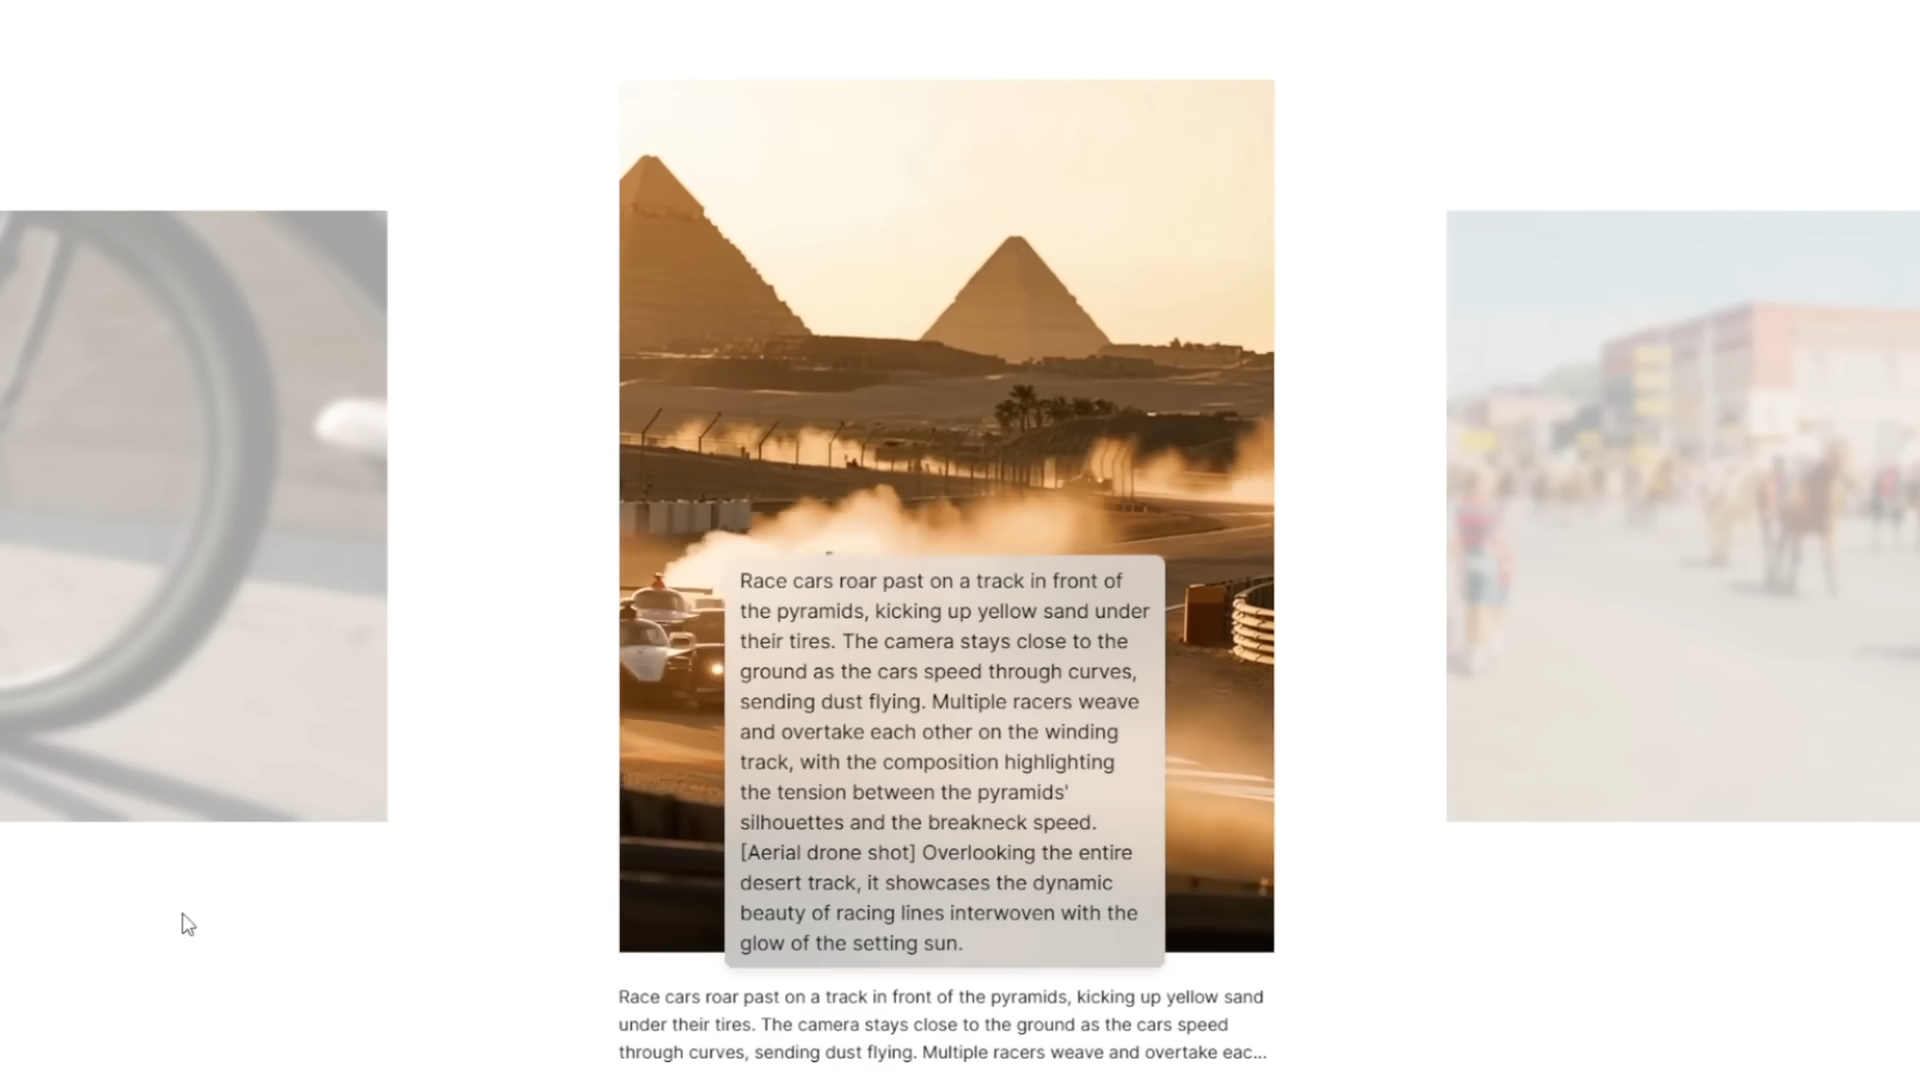 Race cars roar past on a track in front of
the pyramids, kicking up yellow sand under
their tires. The camera stays close to the
ground as the cars speed through curves,
sending dust flying. Multiple racers weave
and overtake each other on the winding
track, with the composition highlighting
the tension between the pyramids'
silhouettes and the breakneck speed.
[Aerial drone shot] Overlooking the entire
desert track, it showcases the dynamic
beauty of racing lines interwoven with the
glow of the setting sun.
Race cars roar past on a track in front of the pyramids, kicking up yellow sand
under their tires. The camera stays close to the ground as the cars speed
through curves, sending dust flying. Multiple racers weave and overtake eac...